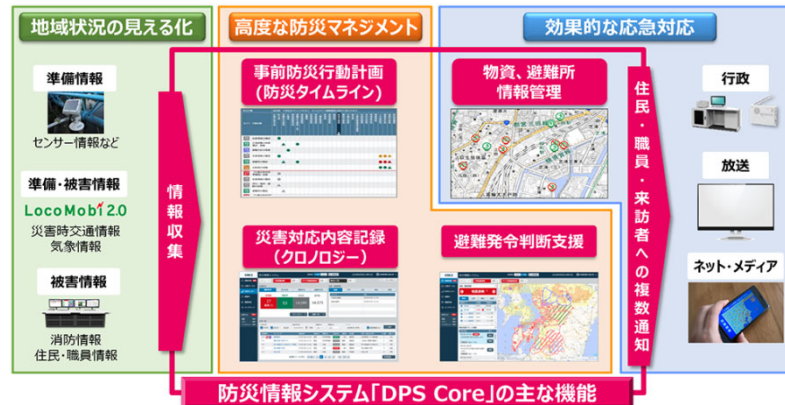 地域状況の見える化
高度な防災マネジメント
効果的な応急対応
準備情報
センサー情報など
準備・被害情報
LocoMobi 2.0
災害時交通情報
気象情報
被害情報
消防情報
住民・職員情報
情報収集
事前防災行動計画
(防災タイムライン)
物資、避難所
情報管理
災害対応内容記録
(クロノロジー)
避難発令判断支援
住民・職員・来訪者への複数通知
行政
放送
ネット・メディア
防災情報システム「DPS Core」の主な機能